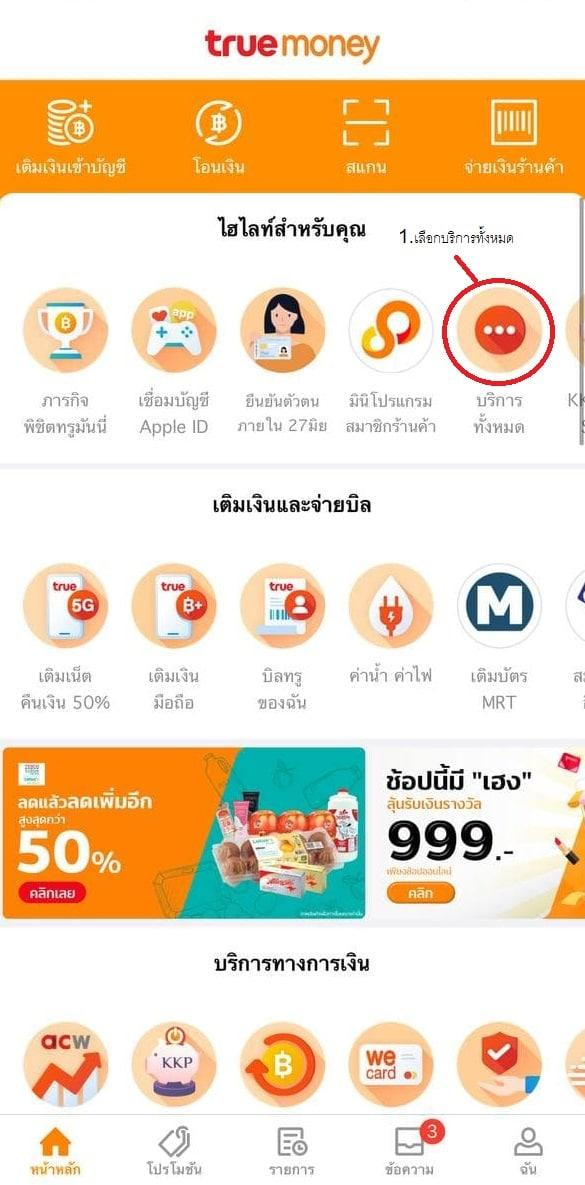 truemoney
เติมเงินเข้าบัญชี
โอนเงิน
สแกน
จ่ายเงินร้านค้า
ไฮไลท์สำหรับคุณ
1.เลือกบริการทั้งหมด
app
ภารกิจ
พิชิตทรูมันนี่
เชื่อมบัญชี
Apple ID
ยืนยันตัวตน
ภายใน 27มิย
มินิโปรแกรม
สมาชิกร้านค้า
บริการ
ทั้งหมด
KK
เติมเงินและจ่ายบิล
true
5G
true
B+
true
M
เติมเน็ต
คืนเงิน 50%
เติมเงิน
มือถือ
บิลทรู
ของฉัน
ค่าน้ำ ค่าไฟ
เติมบัตร
MRT
ลดแล้วลดเพิ่มอีก
สูงสุดกว่า
50%
คลิกเลย
ช้อปนี้มี "เฮง"
ลุ้นรับเงินรางวัล
999.-
เพียงช้อปออนไลน์
คลิก
บริการทางการเงิน
acw
KKP
we
card
หน้าหลัก
โปรโมชัน
รายการ
3
ข้อความ
ฉัน